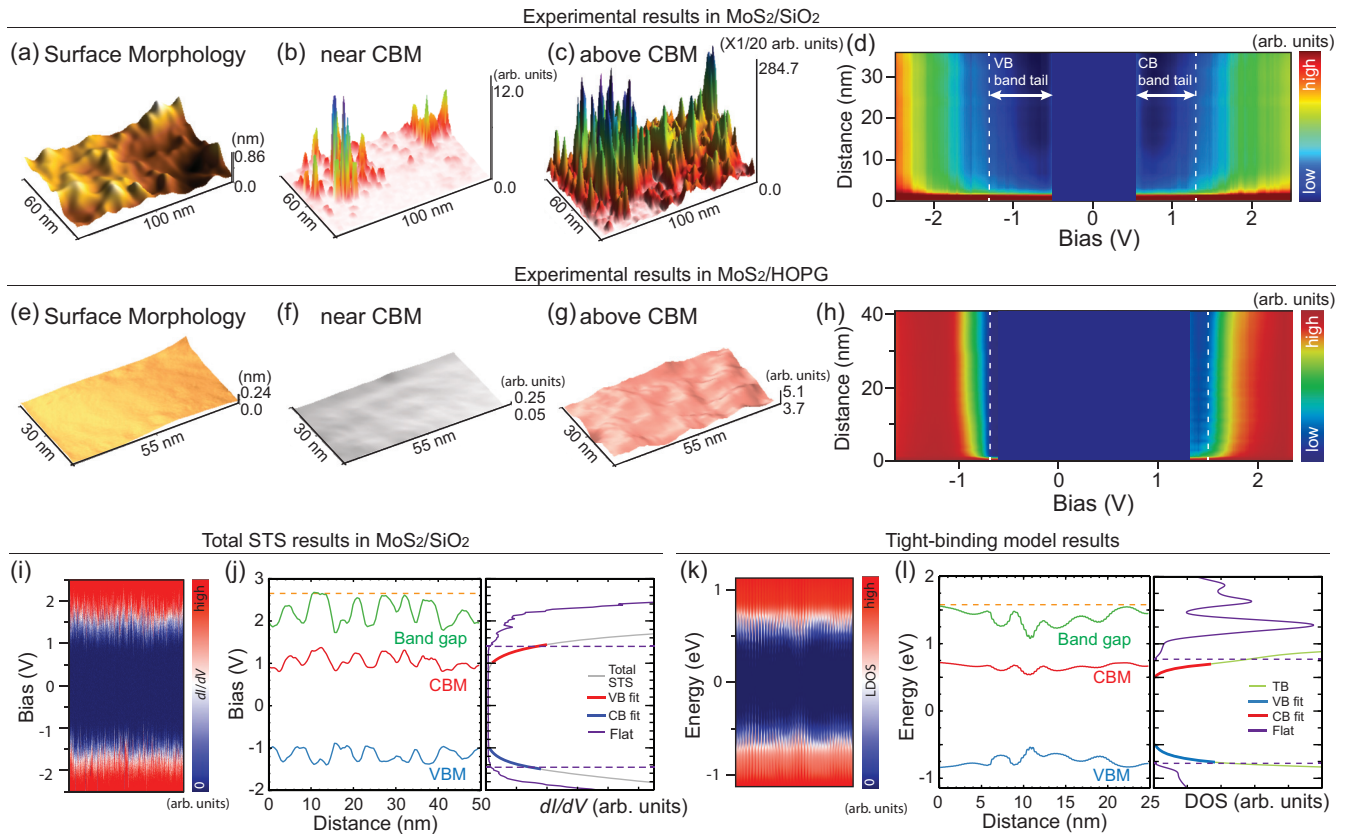 Experimental results in MoS2/SiO2
(a) Surface Morphology
(nm)
0.86
0.0
60 nm
100 nm
(b) near CBM
(arb. units)
12.0
0.0
60 nm
100 nm
(c) above CBM
(X1/20 arb. units)
284.7
0.0
60 nm
100 nm
(d)
(arb. units)
VB band tail
CB band tail
high
low
Distance (nm)
30
20
10
0
-2 -1 0 1 2
Bias (V)
Experimental results in MoS2/HOPG
(e) Surface Morphology
(nm)
0.24
0.0
30 nm
55 nm
(f) near CBM
(arb. units)
0.25
0.05
30 nm
55 nm
(g) above CBM
(arb. units)
5.1
3.7
30 nm
55 nm
(h)
(arb. units)
high
low
Distance (nm)
40
20
0
-1 0 1 2
Bias (V)
Total STS results in MoS2/SiO2
(i)
Bias (V)
2
1
0
-1
-2
high
dI/dV
0
(arb. units)
(j)
Bias (V)
3
2
1
0
-1
-2
Band gap
CBM
VBM
0 10 20 30 40 50
Distance (nm)
Total STS
VB fit
CB fit
Flat
dI/dV (arb. units)
Tight-binding model results
(k)
Energy (eV)
1
0
-1
high
LDOS
0
(arb. units)
(l)
Energy (eV)
2
1
0
-1
Band gap
CBM
VBM
0 5 10 15 20 25
Distance (nm)
TB
VB fit
CB fit
Flat
DOS (arb. units)